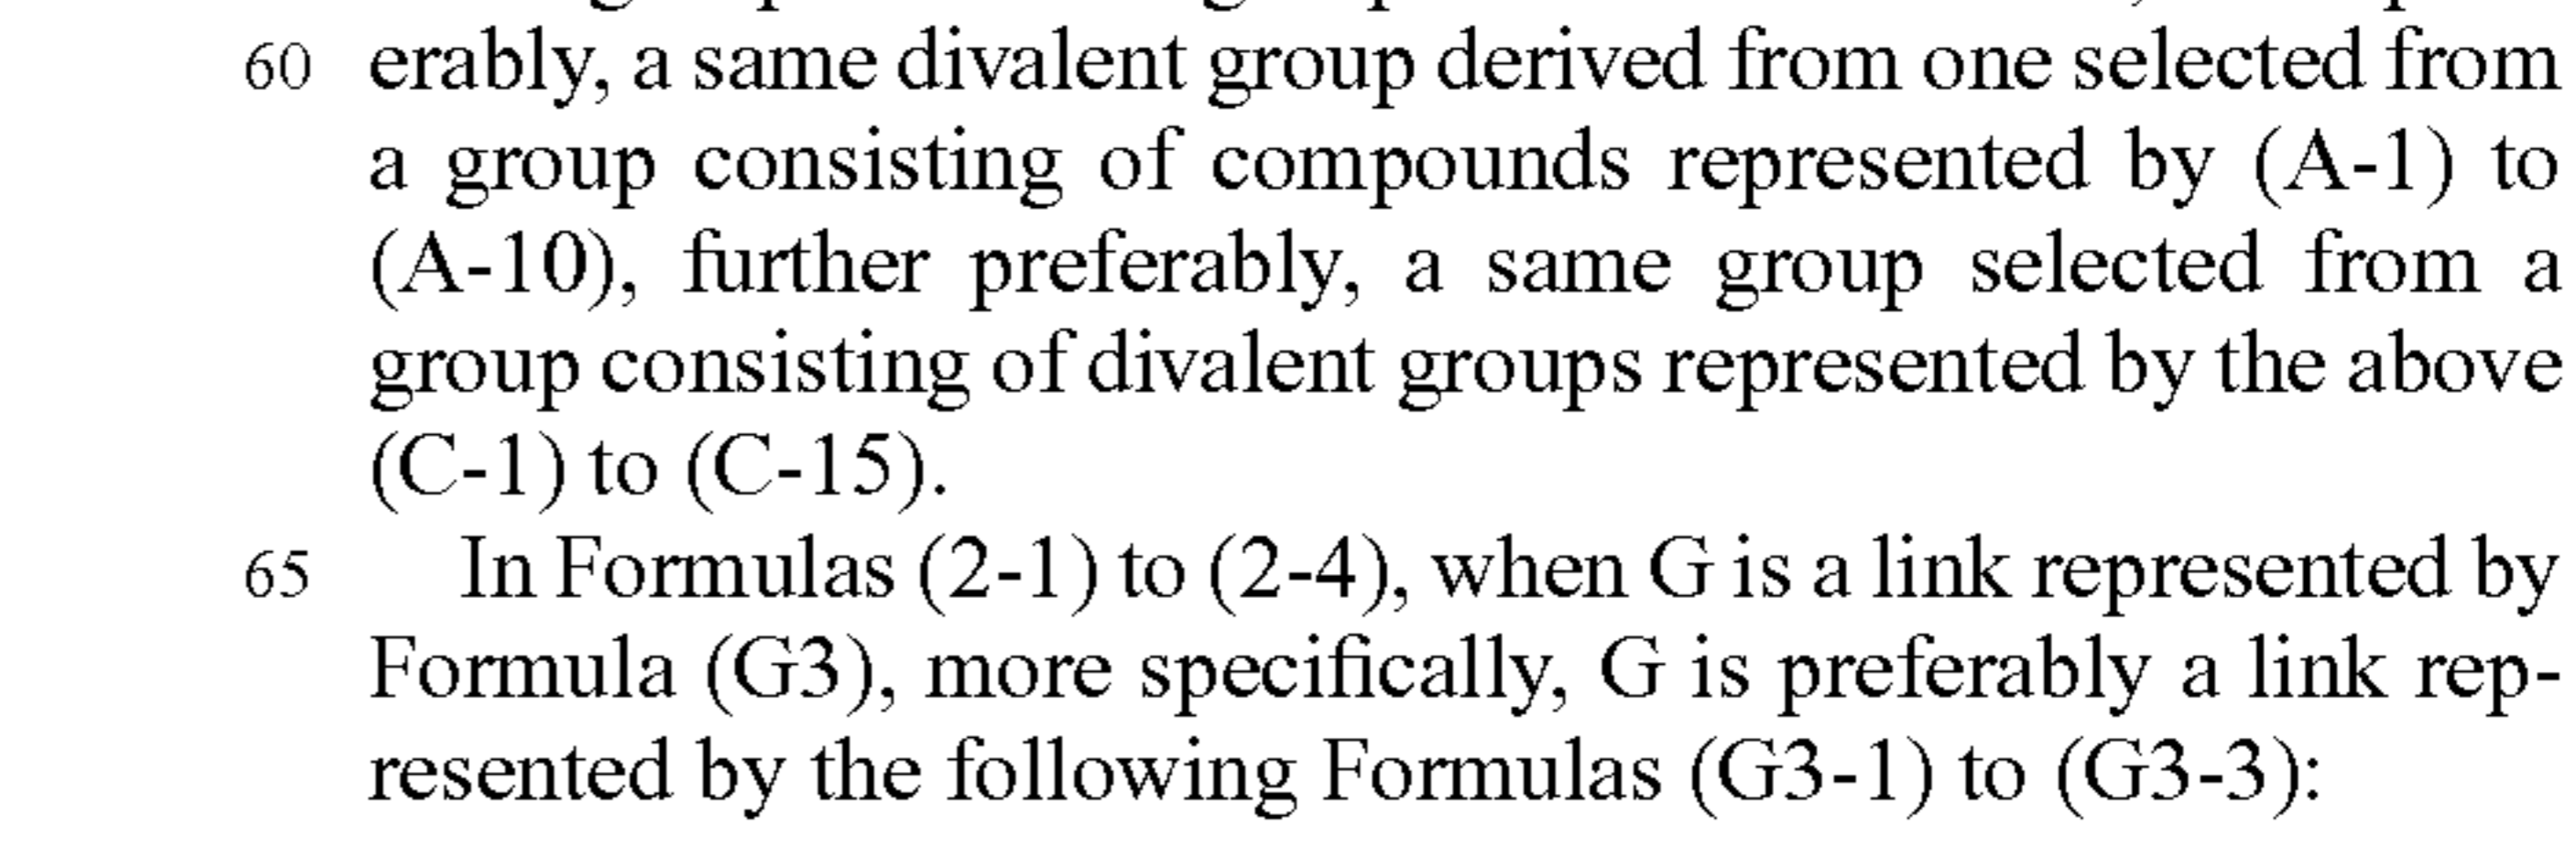 60 erably, a same divalent group derived from one selected from
a group consisting of compounds represented by (A-1) to
(A-10), further preferably, a same group selected from a
group consisting of divalent groups represented by the above
(C-1) to (C-15).
65 In Formulas (2-1) to (2-4), when G is a link represented by
Formula (G3), more specifically, G is preferably a link rep-
resented by the following Formulas (G3-1) to (G3-3):